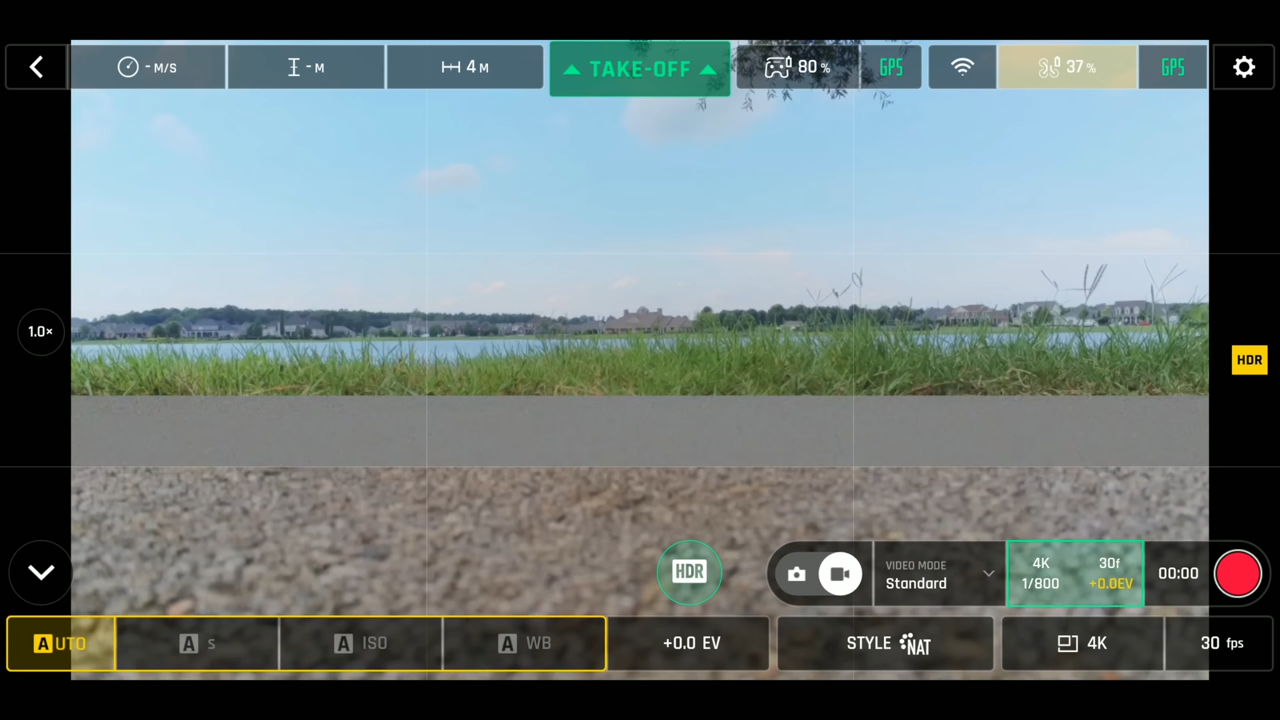 - M/S
- M
4 M
TAKE-OFF
80 %
GPS
37 %
GPS
1.0×
HDR
HDR
VIDEO MODE
Standard
4K 30f
1/800 +0.0EV
00:00
AUTO
A S
A ISO
A WB
+0.0 EV
STYLE NAT
4K
30 fps